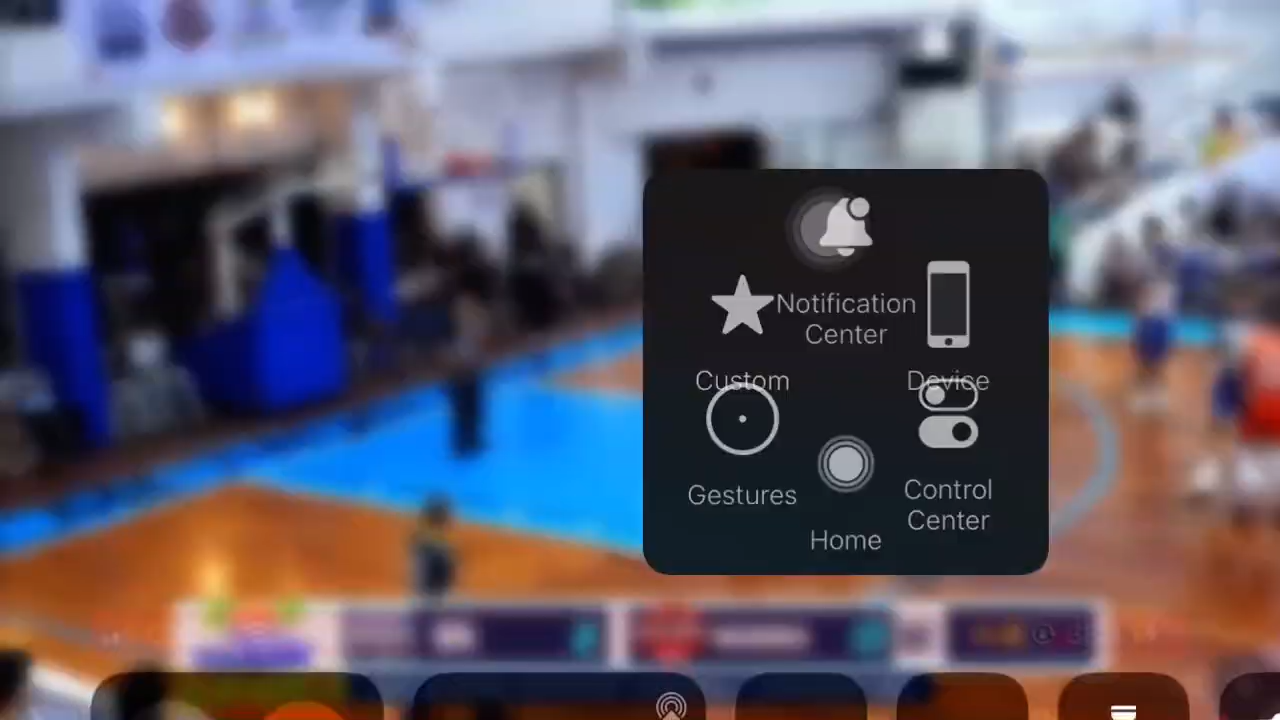 Notification
Center
Custom
Device
Gestures
Control
Center
Home